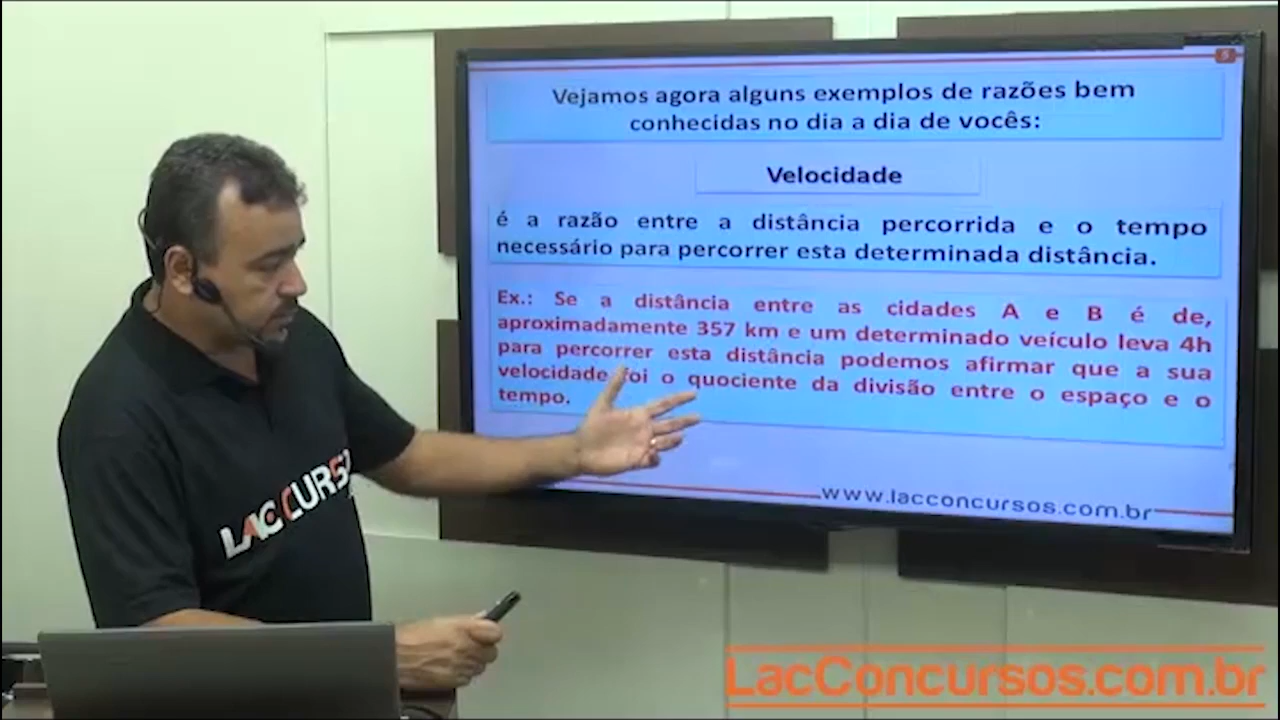 5
Vejamos agora alguns exemplos de razões bem
conhecidas no dia a dia de vocês:
Velocidade
é a razão entre a distância percorrida e o tempo
necessário para percorrer esta determinada distância.
Ex.: Se a distância entre as cidades A e B é de,
aproximadamente 357 km e um determinado veículo leva 4h
para percorrer esta distância podemos afirmar que a sua
velocidade foi o quociente da divisão entre o espaço e o
tempo.
www.lacconcursos.com.br
LacConcursos.com.br